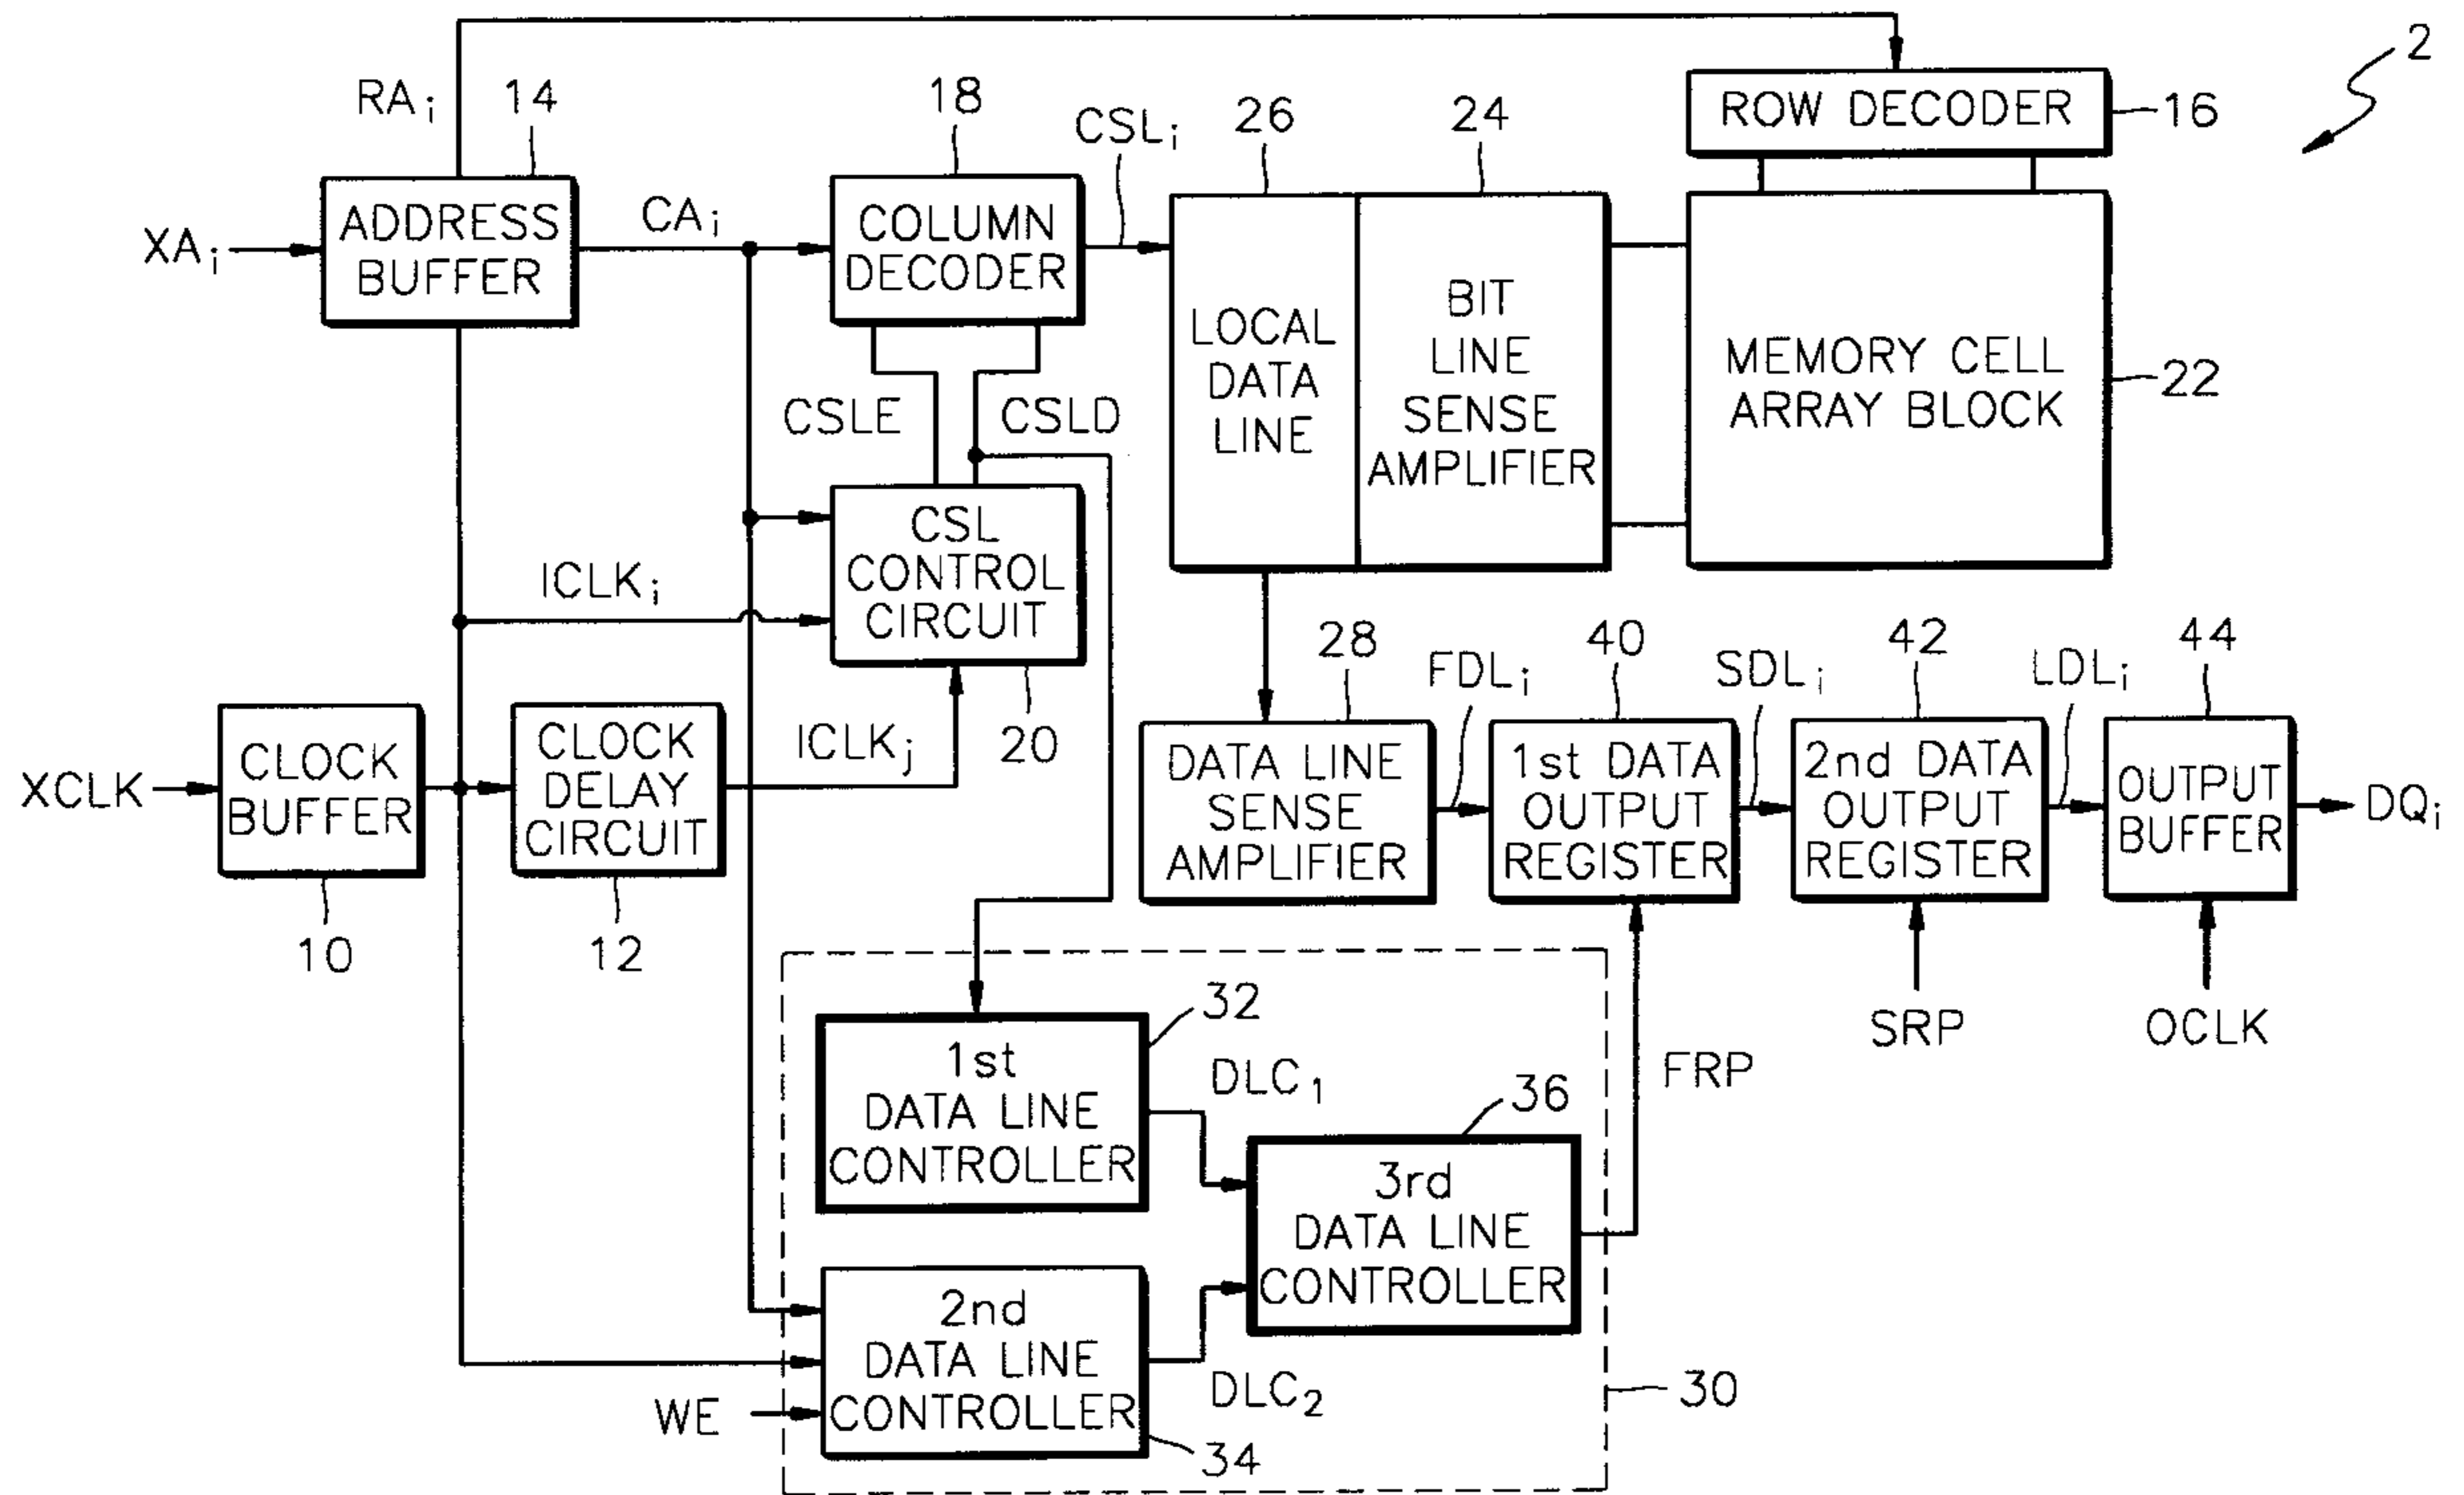 2
RAi
14
18
CSLi
26
24
ROW DECODER
16
XAi
ADDRESS
BUFFER
CAi
COLUMN
DECODER
LOCAL
DATA
LINE
BIT
LINE
SENSE
AMPLIFIER
MEMORY CELL
ARRAY BLOCK
22
CSLE
CSLD
ICLKi
CSL
CONTROL
CIRCUIT
20
XCLK
CLOCK
BUFFER
10
CLOCK
DELAY
CIRCUIT
12
ICLKj
28
DATA LINE
SENSE
AMPLIFIER
FDLi
40
1st DATA
OUTPUT
REGISTER
SDLi
42
2nd DATA
OUTPUT
REGISTER
LDLi
44
OUTPUT
BUFFER
DQi
SRP
OCLK
FRP
32
1st
DATA LINE
CONTROLLER
DLC1
36
3rd
DATA LINE
CONTROLLER
2nd
DATA LINE
CONTROLLER
DLC2
WE
34
30